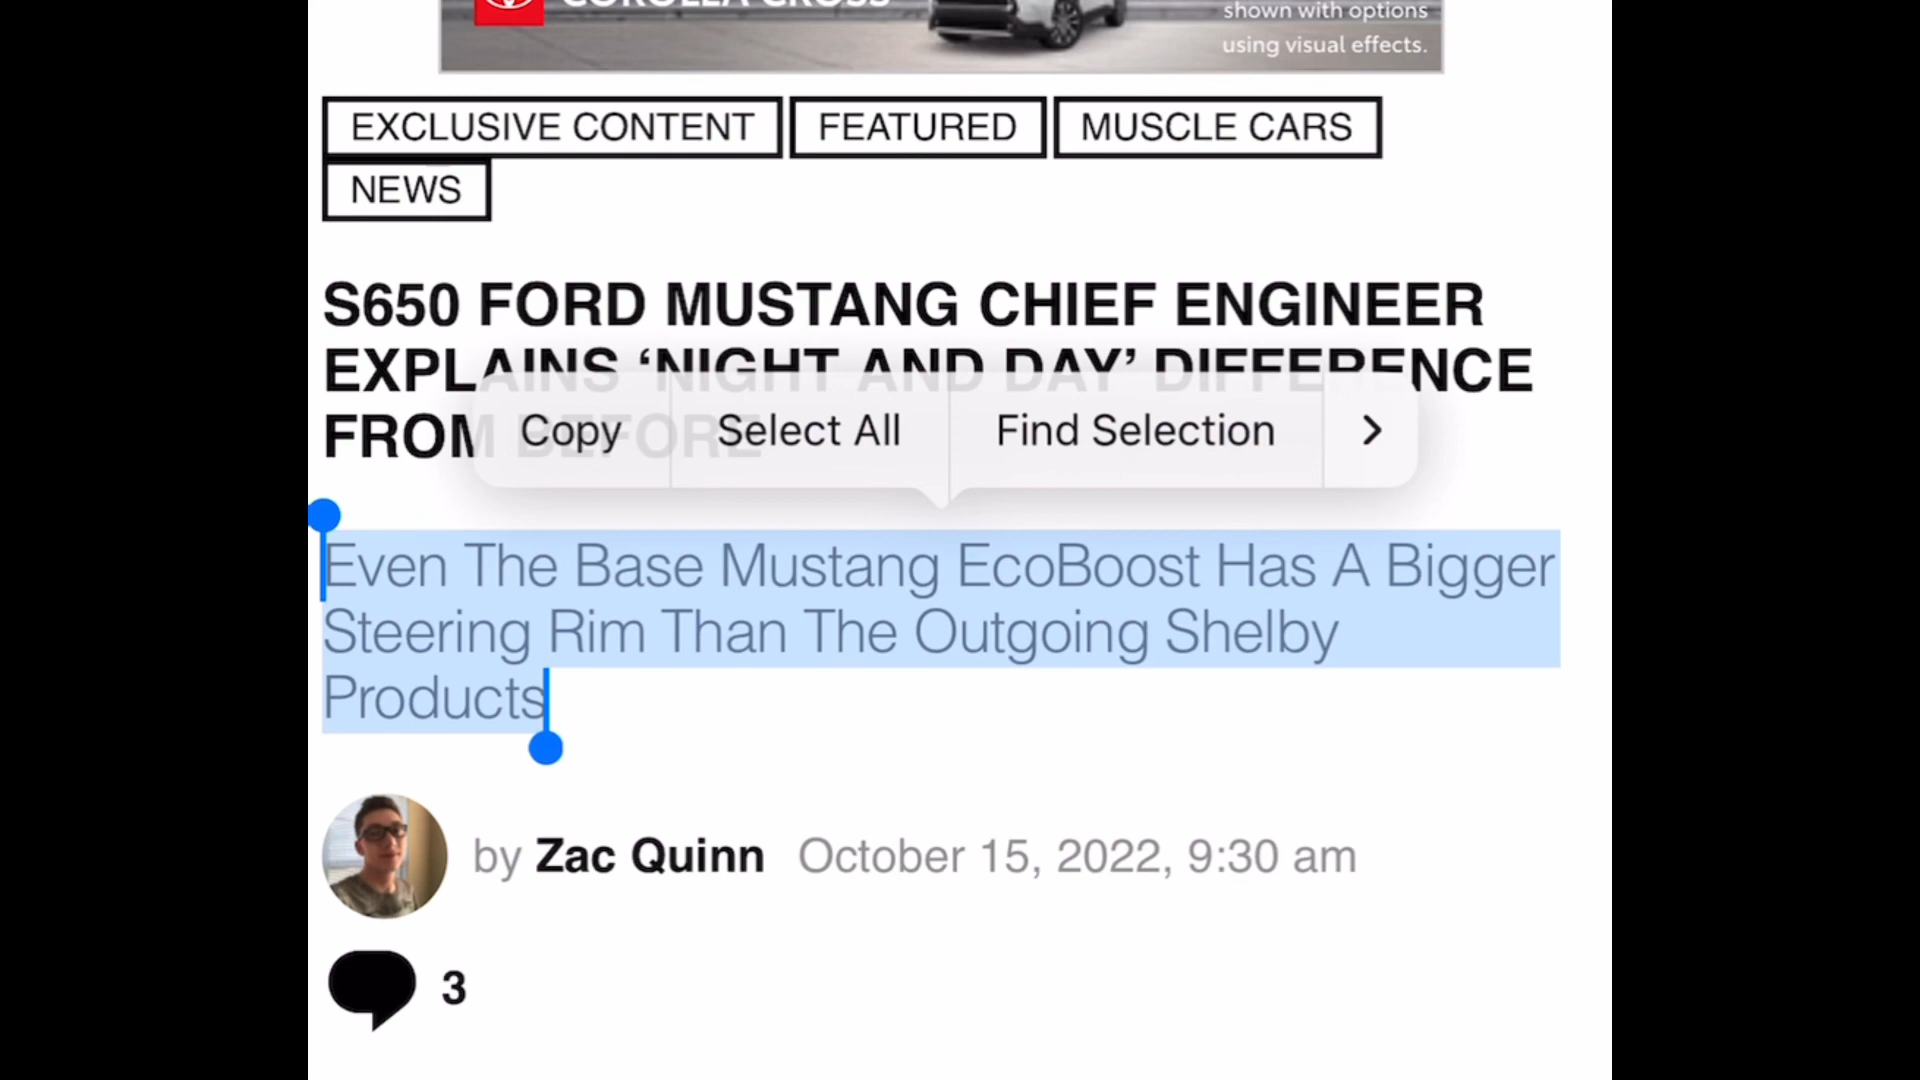 COROLLA CROSS
shown with options
using visual effects.
EXCLUSIVE CONTENT
FEATURED
MUSCLE CARS
NEWS
S650 FORD MUSTANG CHIEF ENGINEER
EXPLAINS ‘NIGHT AND DAY’ DIFFERENCE
FROM BEFORE
Copy
Select All
Find Selection
Even The Base Mustang EcoBoost Has A Bigger
Steering Rim Than The Outgoing Shelby
Products
by Zac Quinn October 15, 2022, 9:30 am
3